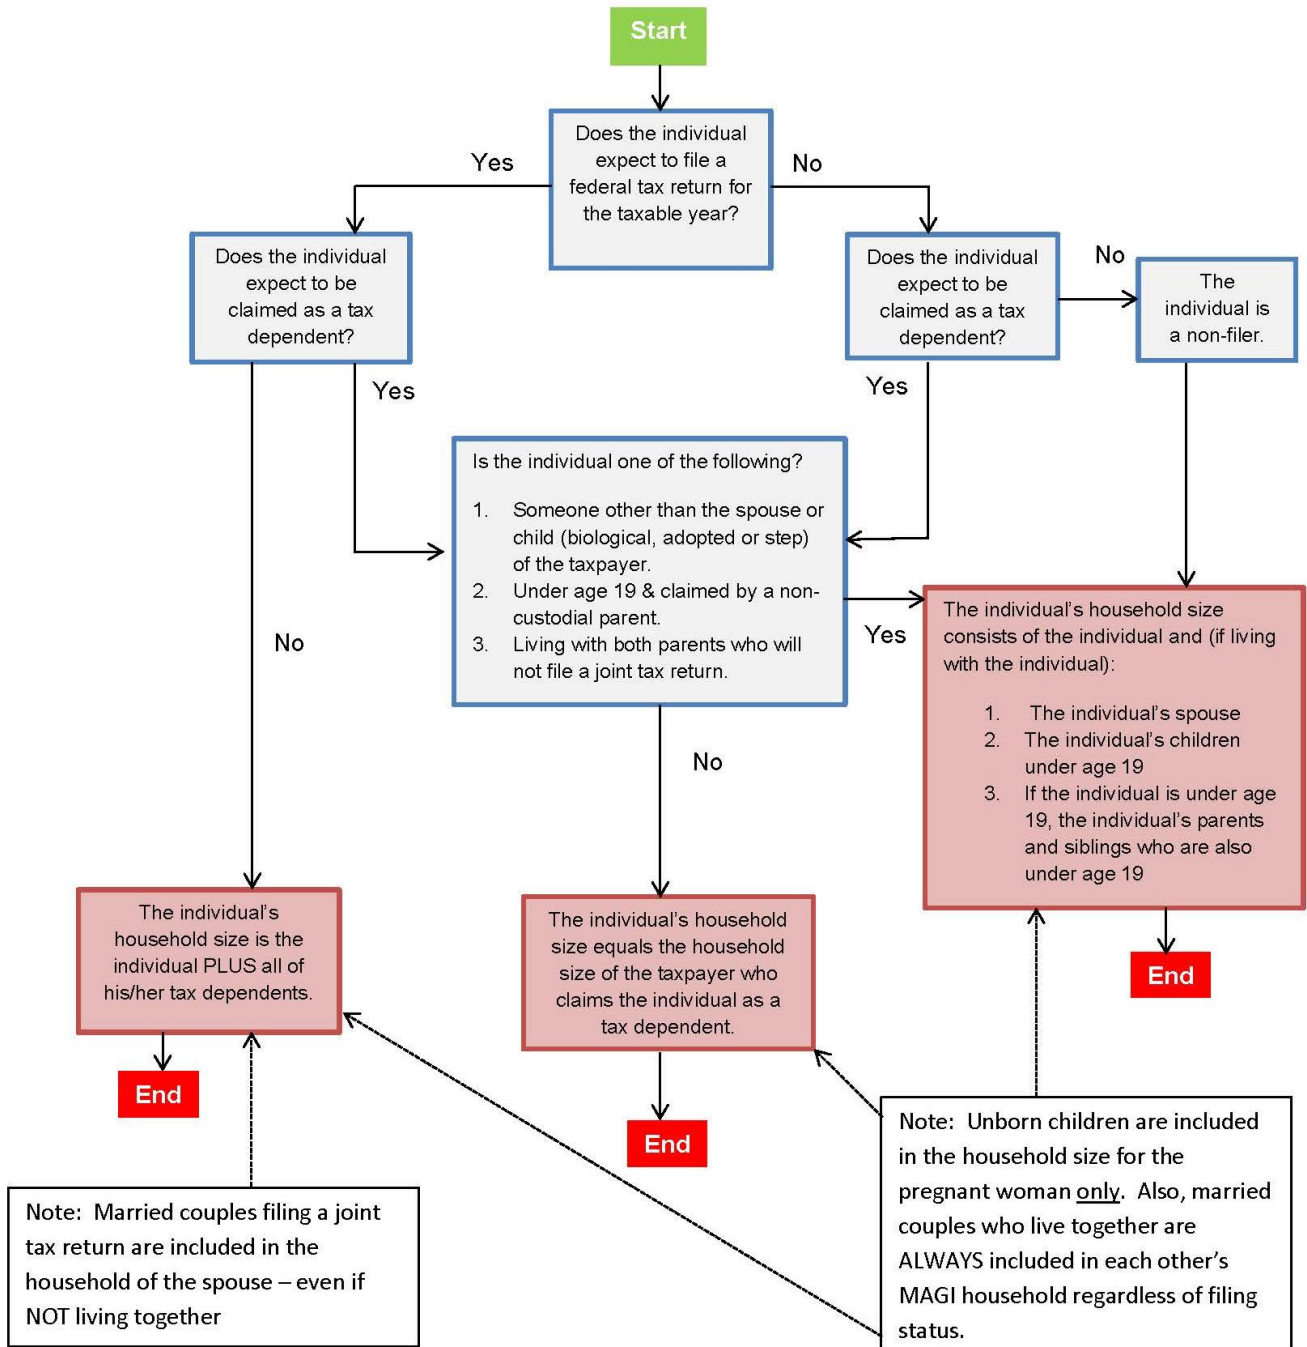 Start
Does the individual
expect to file a
federal tax return for
the taxable year?
Yes
No
Does the individual
expect to be
claimed as a tax
dependent?
Does the individual
expect to be
claimed as a tax
dependent?
No
The
individual is
a non-filer.
Yes
Yes
Is the individual one of the following?
1. Someone other than the spouse or
child (biological, adopted or step)
of the taxpayer.
2. Under age 19 & claimed by a non-
custodial parent.
3. Living with both parents who will
not file a joint tax return.
No
Yes
The individual's household size
consists of the individual and (if living
with the individual):
1. The individual's spouse
2. The individual's children
under age 19
3. If the individual is under age
19, the individual's parents
and siblings who are also
under age 19
No
The individual's
household size is the
individual PLUS all of
his/her tax dependents.
The individual's household
size equals the household
size of the taxpayer who
claims the individual as a
tax dependent.
End
End
End
Note: Married couples filing a joint
tax return are included in the
household of the spouse – even if
NOT living together
Note: Unborn children are included
in the household size for the
pregnant woman only. Also, married
couples who live together are
ALWAYS included in each other's
MAGI household regardless of filing
status.